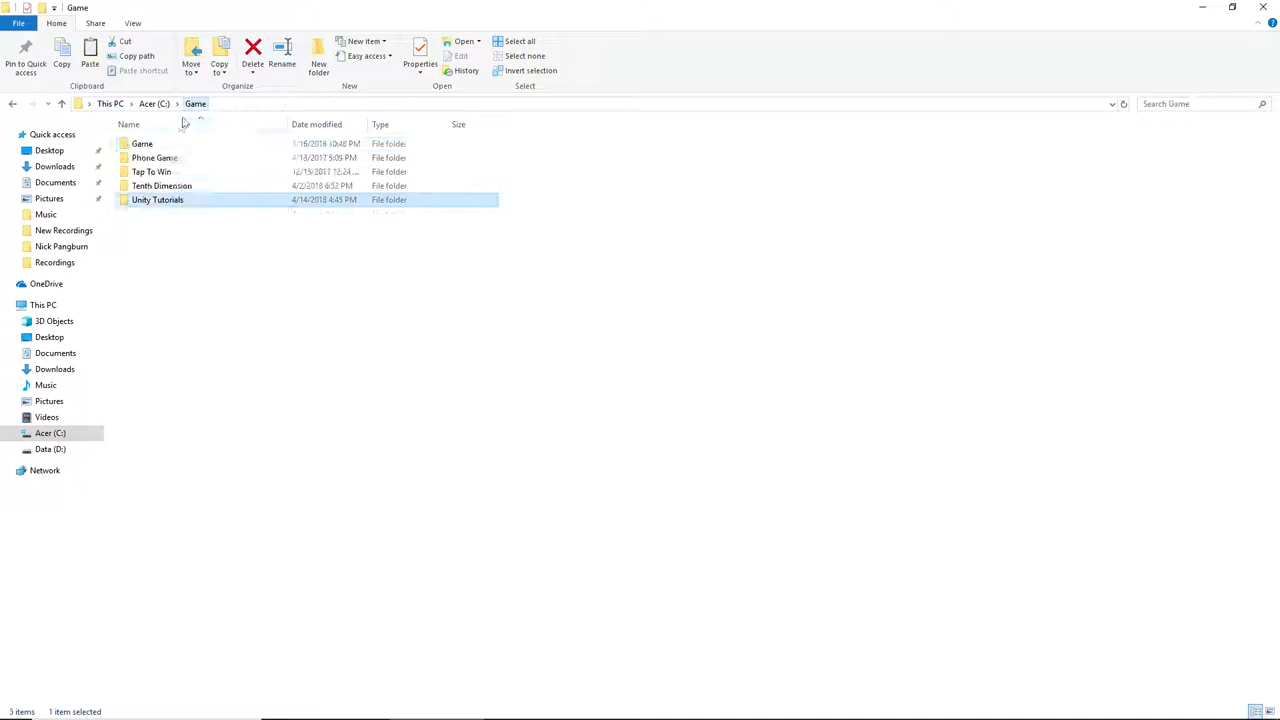 Game
File Home Share View
Pin to Quick access
Copy
Paste
Cut
Copy path
Paste shortcut
Clipboard
Move to
Copy to
Delete
Rename
Organize
New folder
New item
Easy access
New
Properties
Open
Edit
History
Open
Select all
Select none
Invert selection
Select
This PC > Acer (C:) > Game
Search Game
Name Date modified Type Size
Game 10:48 PM File folder
Phone Game 5:09 PM File folder
Tap To Win File folder
Tenth Dimension 4/2/2018 6:52 PM File folder
Unity Tutorials 4/14/2018 4:45 PM File folder
Quick access
Desktop
Downloads
Documents
Pictures
Music
New Recordings
Nick Pangburn
Recordings
OneDrive
This PC
3D Objects
Desktop
Documents
Downloads
Music
Pictures
Videos
Acer (C:)
Data (D:)
Network
items 1 item selected